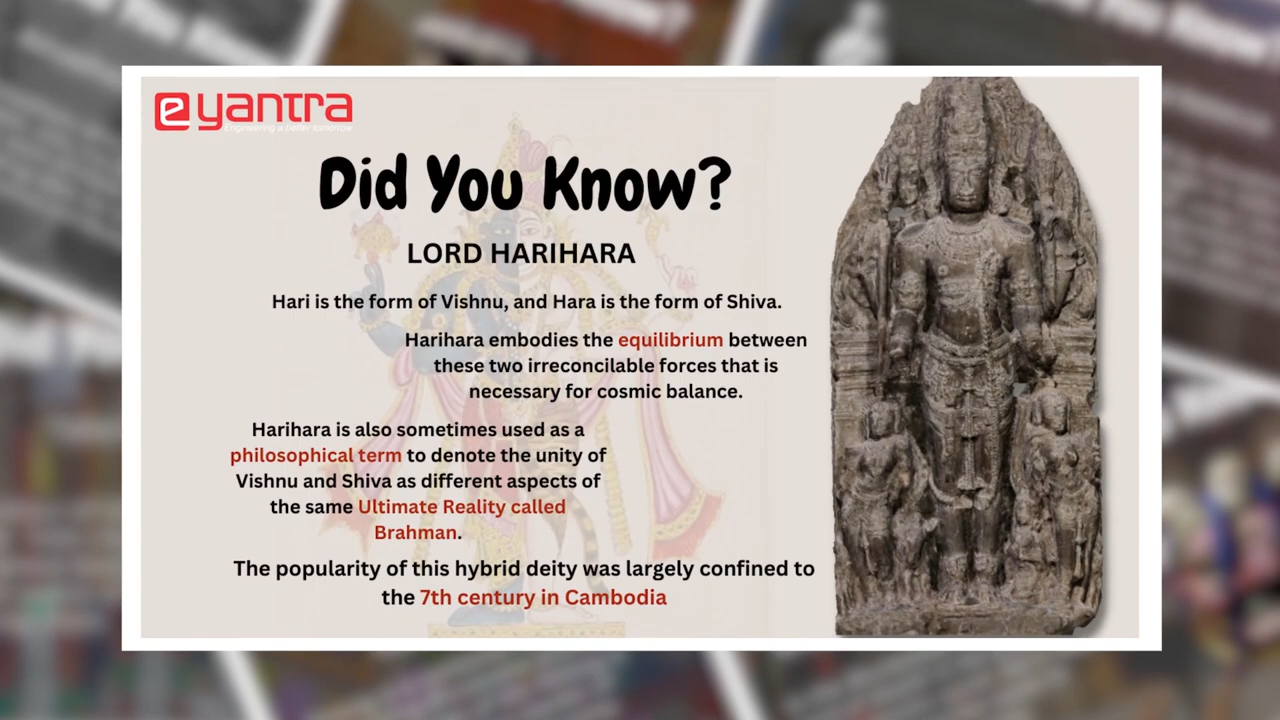 e yantra
Engineering a better tomorrow
Did You Know?
LORD HARIHARA
Hari is the form of Vishnu, and Hara is the form of Shiva.
Harihara embodies the equilibrium between
these two irreconcilable forces that is
necessary for cosmic balance.
Harihara is also sometimes used as a
philosophical term to denote the unity of
Vishnu and Shiva as different aspects of
the same Ultimate Reality called
Brahman.
The popularity of this hybrid deity was largely confined to
the 7th century in Cambodia